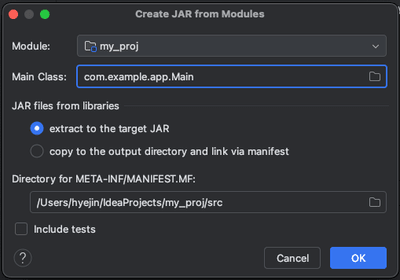 Create JAR from Modules
Module: my_proj
Main Class: com.example.app.Main
JAR files from libraries
extract to the target JAR
copy to the output directory and link via manifest
Directory for META-INF/MANIFEST.MF:
/Users/hyejin/IdeaProjects/my_proj/src
Include tests
? Cancel OK